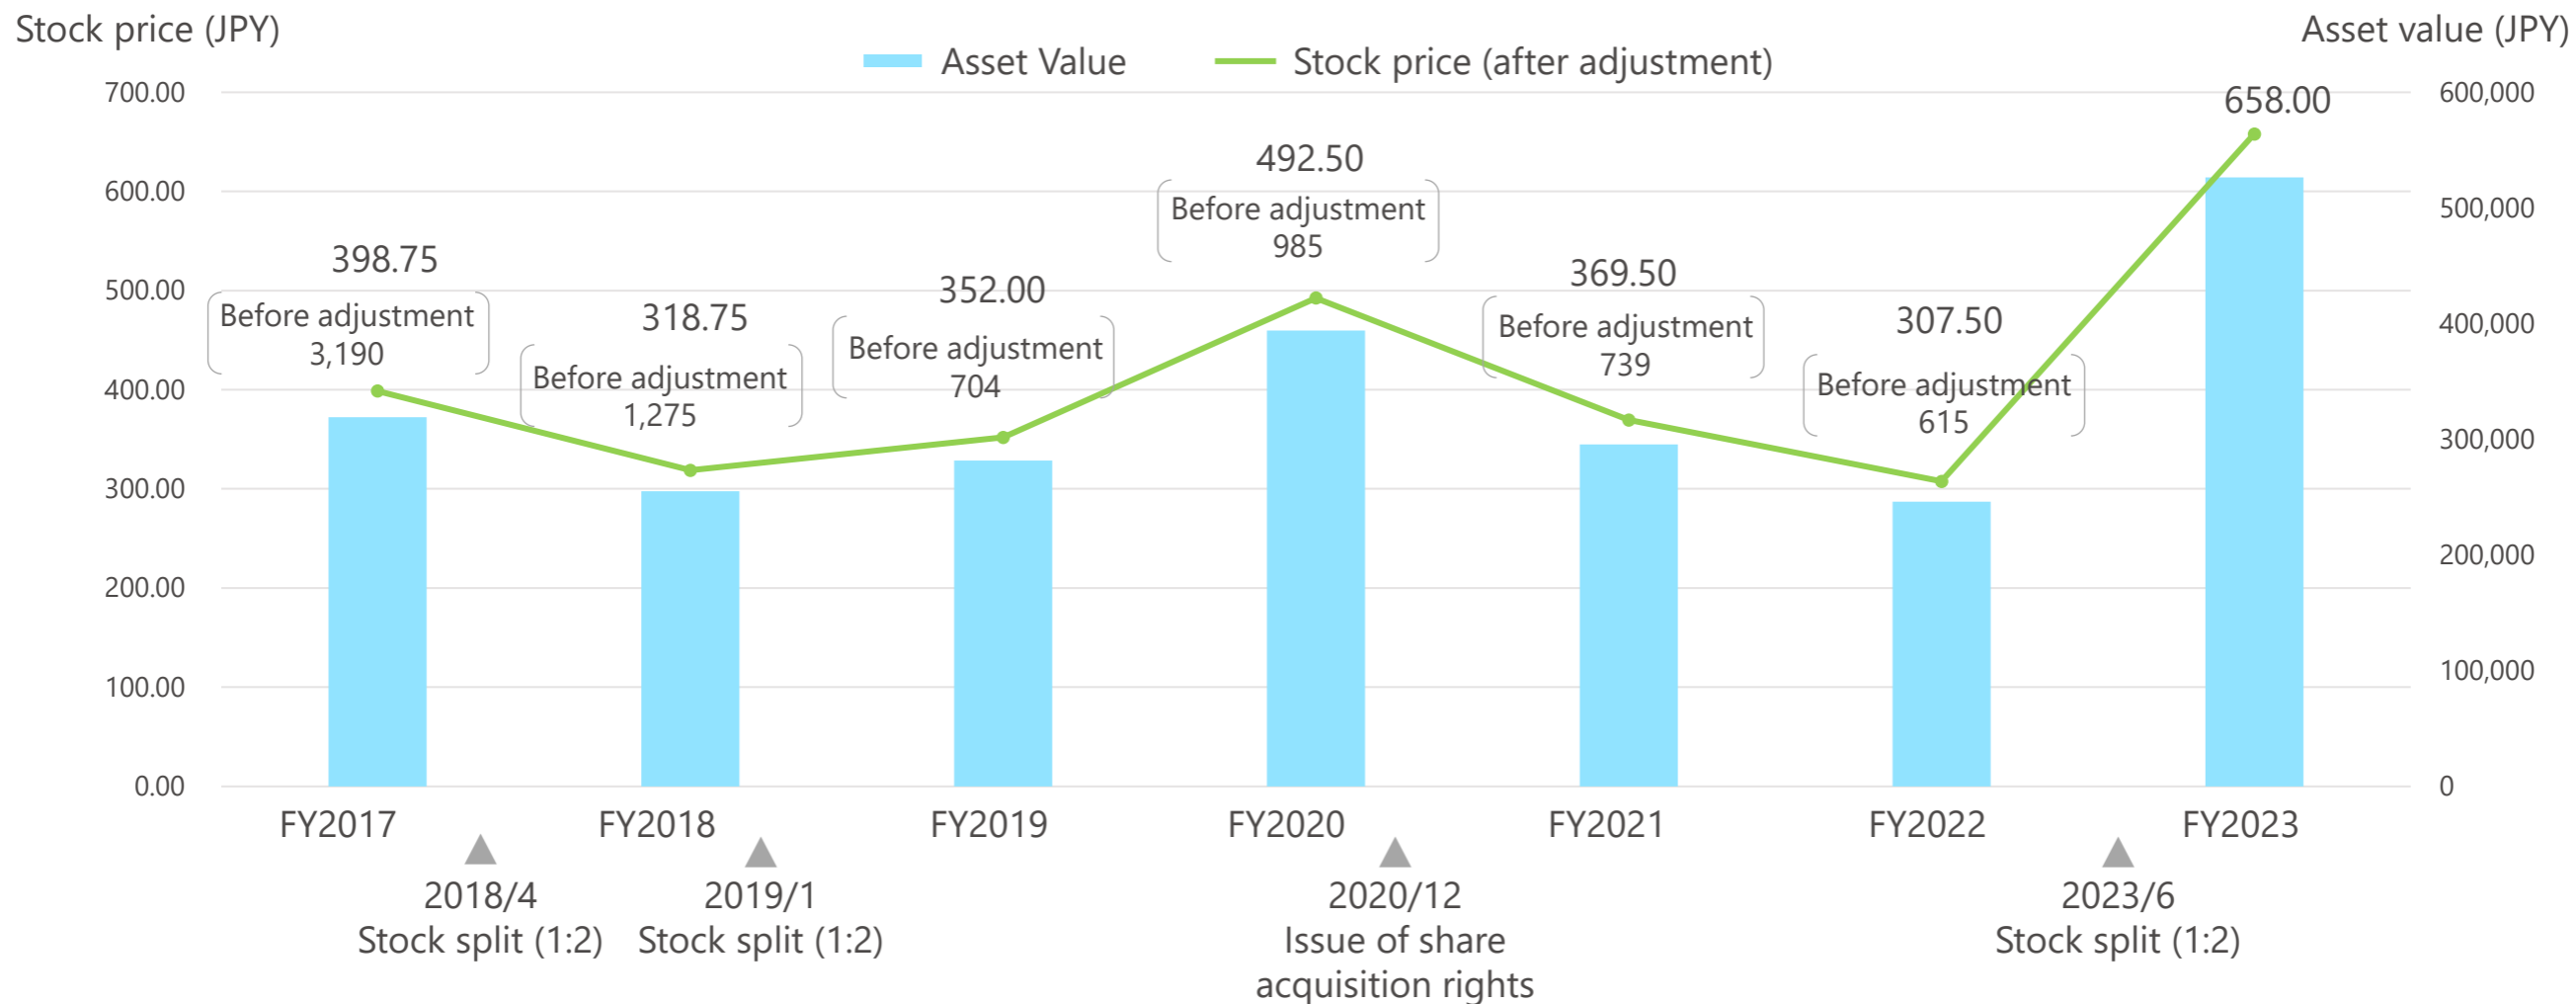 Stock price (JPY)
Asset value (JPY)
Asset Value
Stock price (after adjustment)
700.00
600.00
500.00
400.00
300.00
200.00
100.00
0.00
600,000
500,000
400,000
300,000
200,000
100,000
0
398.75
Before adjustment
3,190
318.75
Before adjustment
1,275
352.00
Before adjustment
704
492.50
Before adjustment
985
369.50
Before adjustment
739
307.50
Before adjustment
615
658.00
FY2017
FY2018
FY2019
FY2020
FY2021
FY2022
FY2023
2018/4
Stock split (1:2)
2019/1
Stock split (1:2)
2020/12
Issue of share
acquisition rights
2023/6
Stock split (1:2)